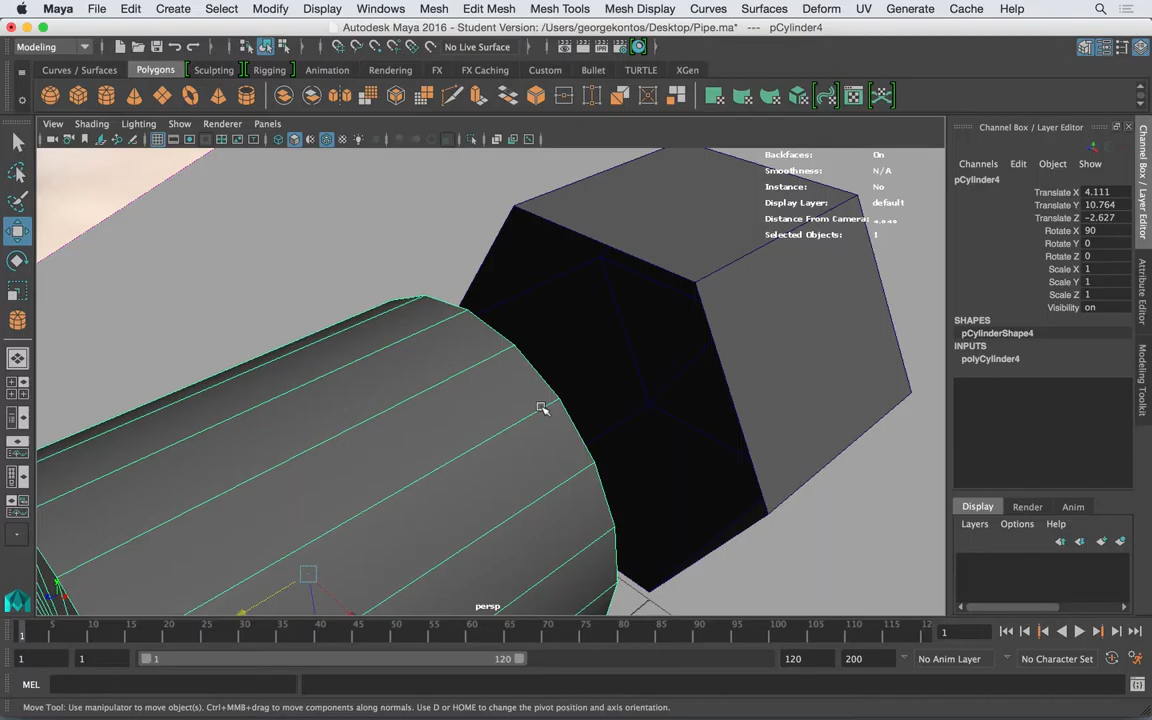 Maya File Edit Create Select Modify Display Windows Mesh Edit Mesh Mesh Tools Mesh Display Curves Surfaces Deform UV Generate Cache Help
Autodesk Maya 2016 - Student Version: /Users/georgekontos/Desktop/Pipe.ma* --- pCylinder4
Modeling No Live Surface
Curves / Surfaces Polygons Sculpting Rigging Animation Rendering FX FX Caching Custom Bullet TURTLE XGen
View Shading Lighting Show Renderer Panels
Backfaces: On
Smoothness: N/A
Instance: No
Display Layer: default
Distance From Camera:
Selected Objects: 1
persp
Channel Box / Layer Editor
Channels Edit Object Show
pCylinder4
Translate X 4.111
Translate Y 10.764
Translate Z -2.627
Rotate X 90
Rotate Y 0
Rotate Z 0
Scale X 1
Scale Y 1
Scale Z 1
Visibility on
SHAPES
pCylinderShape4
INPUTS
polyCylinder4
Display Render Anim
Layers Options Help
Channel Box / Layer Editor
Attribute Editor
Modeling Toolkit
1 5 10 15 20 25 30 35 40 45 50 55 60 65 70 75 80 85 90 95 100 105 110 115 12 1
1 1 1 120 120 200 No Anim Layer No Character Set
MEL
Move Tool: Use manipulator to move object(s). Ctrl+MMB+drag to move components along normals. Use D or HOME to change the pivot position and axis orientation.